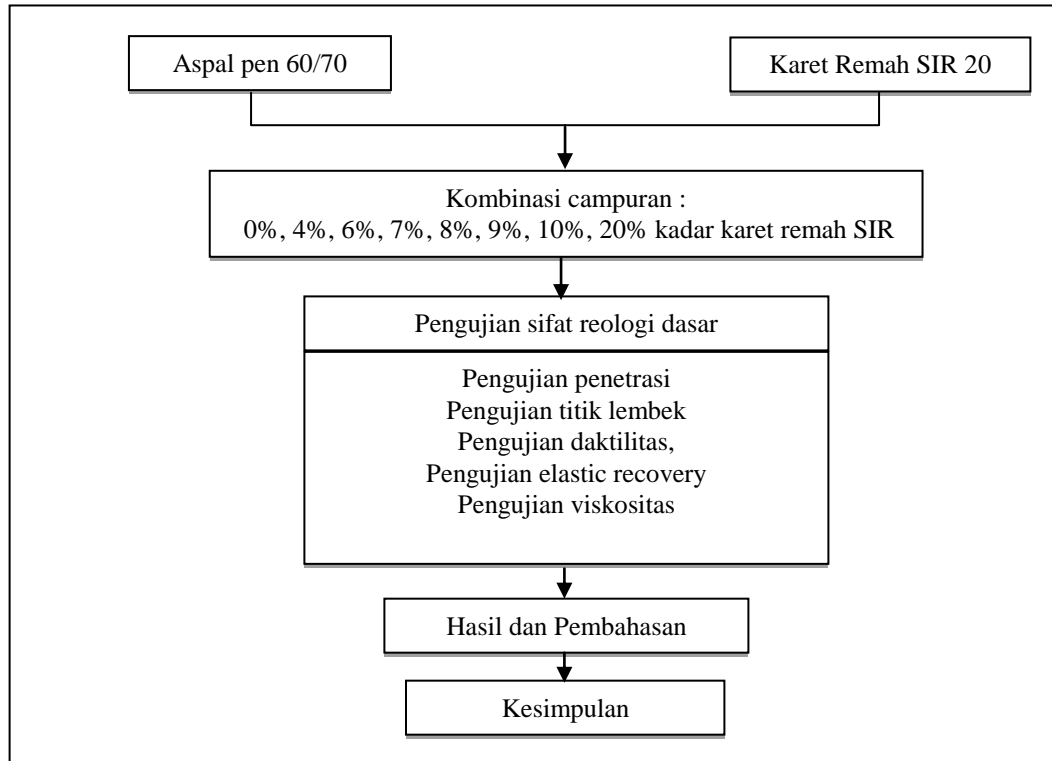 Aspal pen 60/70
Karet Remah SIR 20
Kombinasi campuran :
0%, 4%, 6%, 7%, 8%, 9%, 10%, 20% kadar karet remah SIR
Pengujian sifat reologi dasar
Pengujian penetrasi
Pengujian titik lembek
Pengujian daktilitas,
Pengujian elastic recovery
Pengujian viskositas
Hasil dan Pembahasan
Kesimpulan